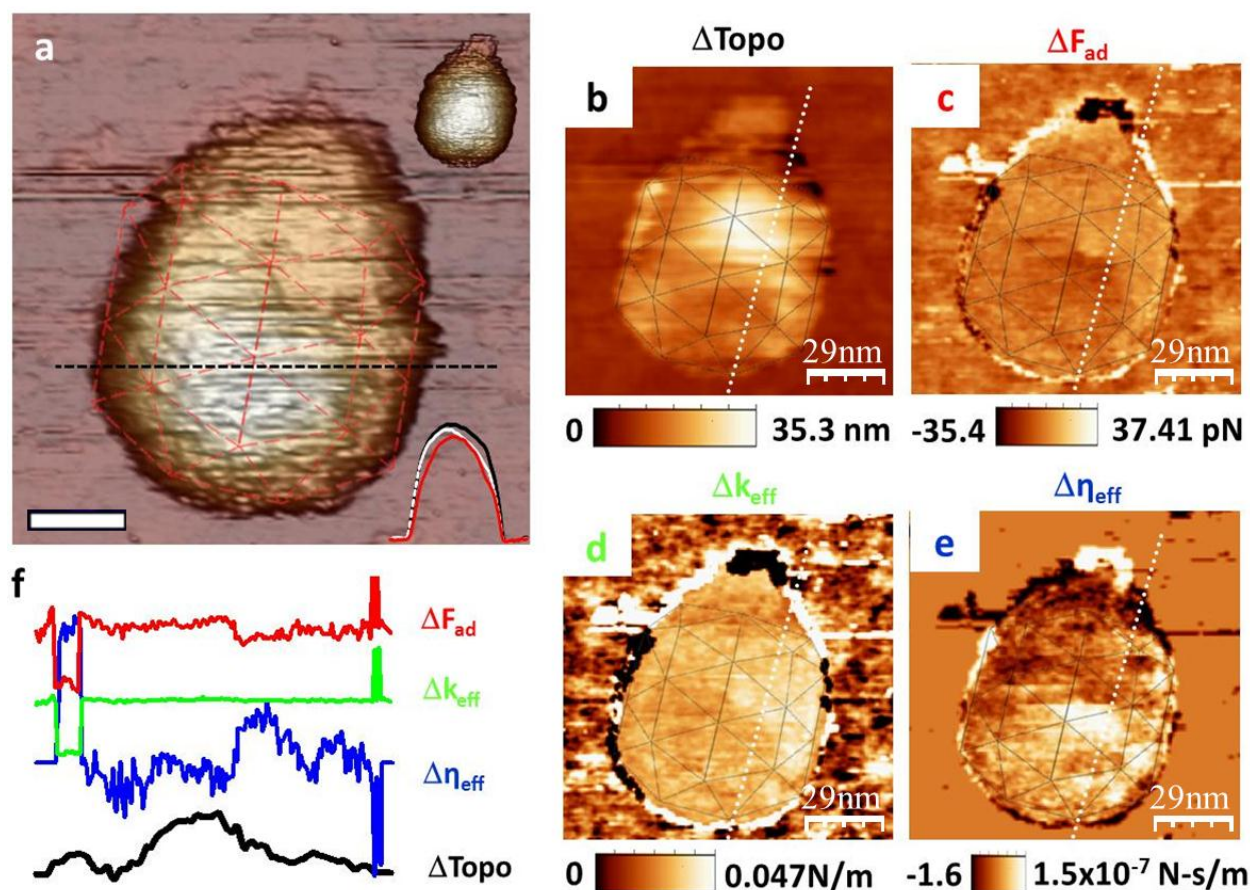 a
ΔTopo
b
29nm
0 35.3 nm
ΔFad
c
29nm
-35.4 37.41 pN
Δkeff
d
29nm
0 0.047N/m
Δηeff
e
29nm
-1.6 1.5x10⁻⁷ N-s/m
f
ΔFad
Δkeff
Δηeff
ΔTopo